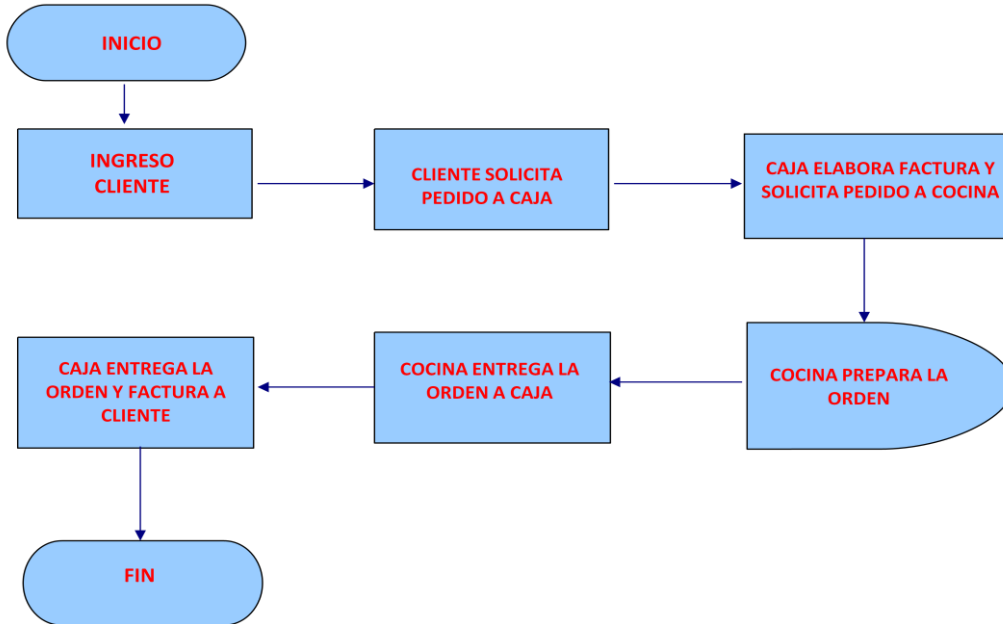 INICIO
INGRESO
CLIENTE
CLIENTE SOLICITA
PEDIDO A CAJA
CAJA ELABORA FACTURA Y
SOLICITA PEDIDO A COCINA
COCINA PREPARA LA
ORDEN
COCINA ENTREGA LA
ORDEN A CAJA
CAJA ENTREGA LA
ORDEN Y FACTURA A
CLIENTE
FIN